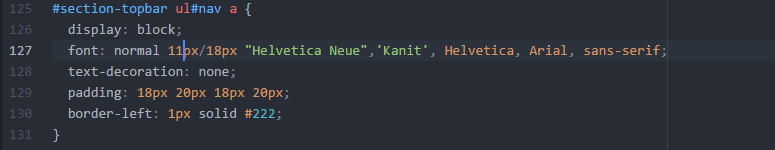 125 #section-topbar ul#nav a {
126 display: block;
127 font: normal 11px/18px "Helvetica Neue",'Kanit', Helvetica, Arial, sans-serif;
128 text-decoration: none;
129 padding: 18px 20px 18px 20px;
130 border-left: 1px solid #222;
131 }